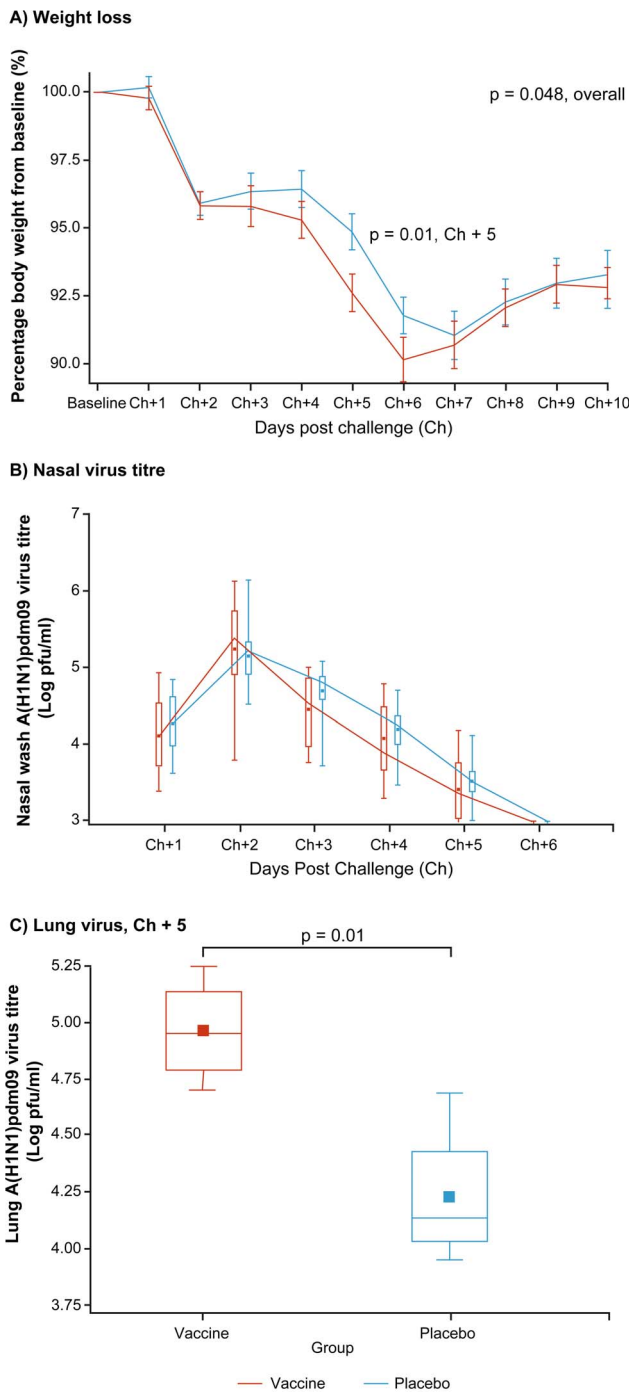 A) Weight loss
Percentage body weight from baseline (%)
100.0
97.5
95.0
92.5
90.0
p = 0.048, overall
p = 0.01, Ch + 5
Baseline Ch+1 Ch+2 Ch+3 Ch+4 Ch+5 Ch+6 Ch+7 Ch+8 Ch+9 Ch+10
Days post challenge (Ch)
B) Nasal virus titre
Nasal wash A(H1N1)pdm09 virus titre
(Log pfu/ml)
7
6
5
4
3
Ch+1 Ch+2 Ch+3 Ch+4 Ch+5 Ch+6
Days Post Challenge (Ch)
C) Lung virus, Ch + 5
p = 0.01
Lung A(H1N1)pdm09 virus titre
(Log pfu/ml)
5.25
5.00
4.75
4.50
4.25
4.00
3.75
Vaccine Placebo
Group
Vaccine Placebo